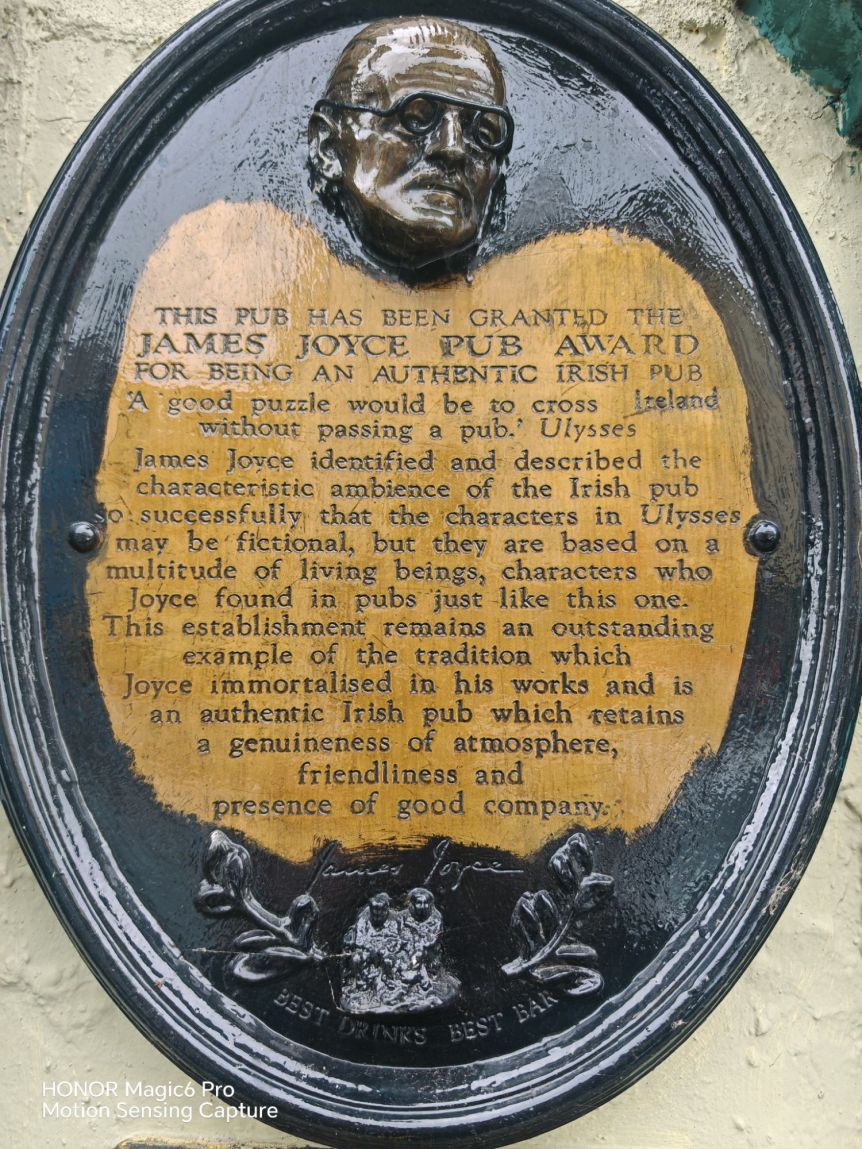 THIS PUB HAS BEEN GRANTED THE
JAMES JOYCE PUB AWARD
FOR BEING AN AUTHENTIC IRISH PUB
'A good puzzle would be to cross Ireland
without passing a pub.' Ulysses
James Joyce identified and described the
characteristic ambience of the Irish pub
so successfully that the characters in Ulysses
may be fictional, but they are based on a
multitude of living beings, characters who
Joyce found in pubs just like this one.
This establishment remains an outstanding
example of the tradition which
Joyce immortalised in his works and is
an authentic Irish pub which retains
a genuineness of atmosphere,
friendliness and
presence of good company.
James Joyce
BEST DRINKS BEST BAR
HONOR Magic6 Pro
Motion Sensing Capture